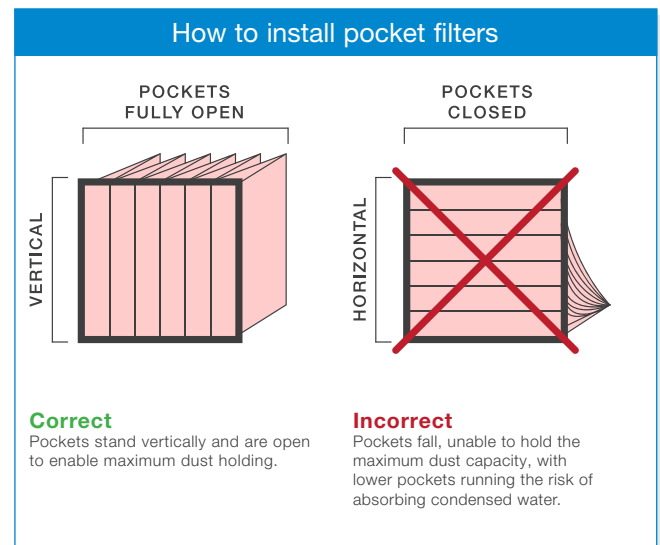 How to install pocket filters
POCKETS
FULLY OPEN
VERTICAL
POCKETS
CLOSED
HORIZONTAL
Correct
Pockets stand vertically and are open
to enable maximum dust holding.
Incorrect
Pockets fall, unable to hold the
maximum dust capacity, with
lower pockets running the risk of
absorbing condensed water.